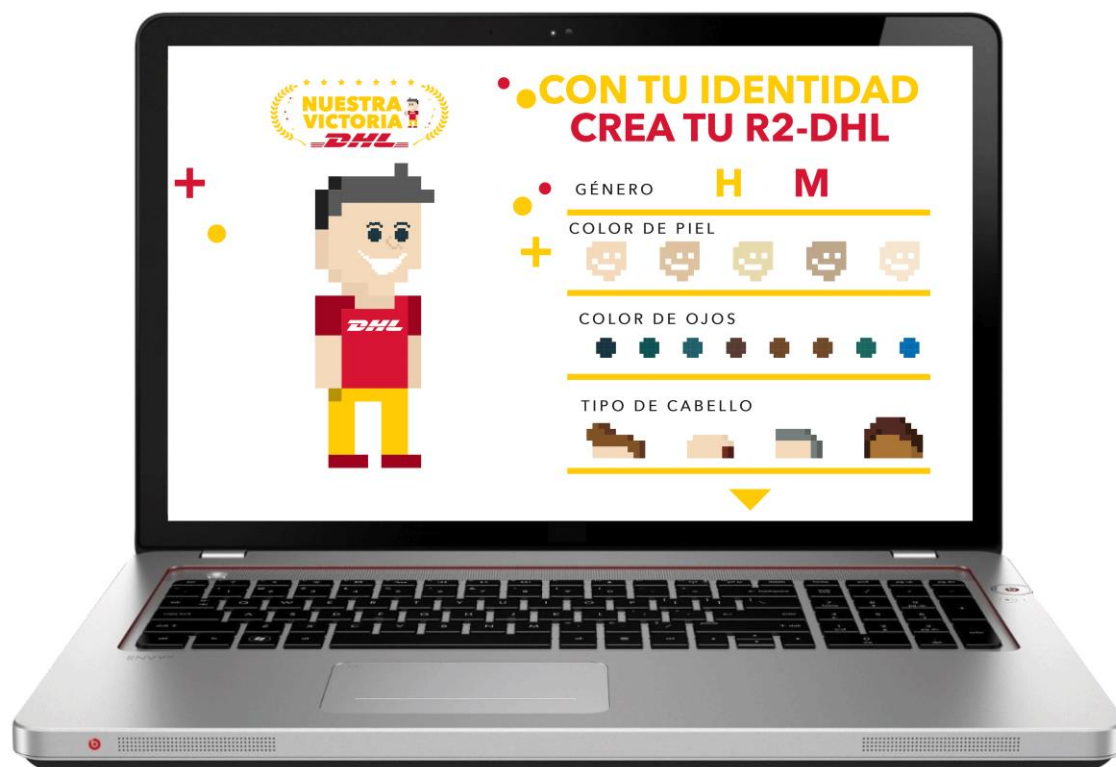 NUESTRA
VICTORIA
DHL
CON TU IDENTIDAD
CREA TU R2-DHL
GÉNERO H M
COLOR DE PIEL
DHL
COLOR DE OJOS
TIPO DE CABELLO
ENVY